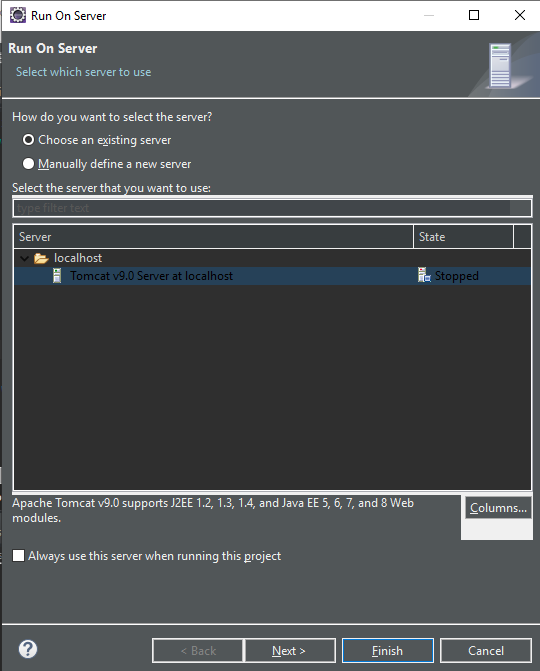 Run On Server
Run On Server
Select which server to use
How do you want to select the server?
Choose an existing server
Manually define a new server
Select the server that you want to use:
type filter text
Server State
localhost
Tomcat v9.0 Server at localhost Stopped
Apache Tomcat v9.0 supports J2EE 1.2, 1.3, 1.4, and Java EE 5, 6, 7, and 8 Web
modules.
Columns...
Always use this server when running this project
? < Back Next > Finish Cancel